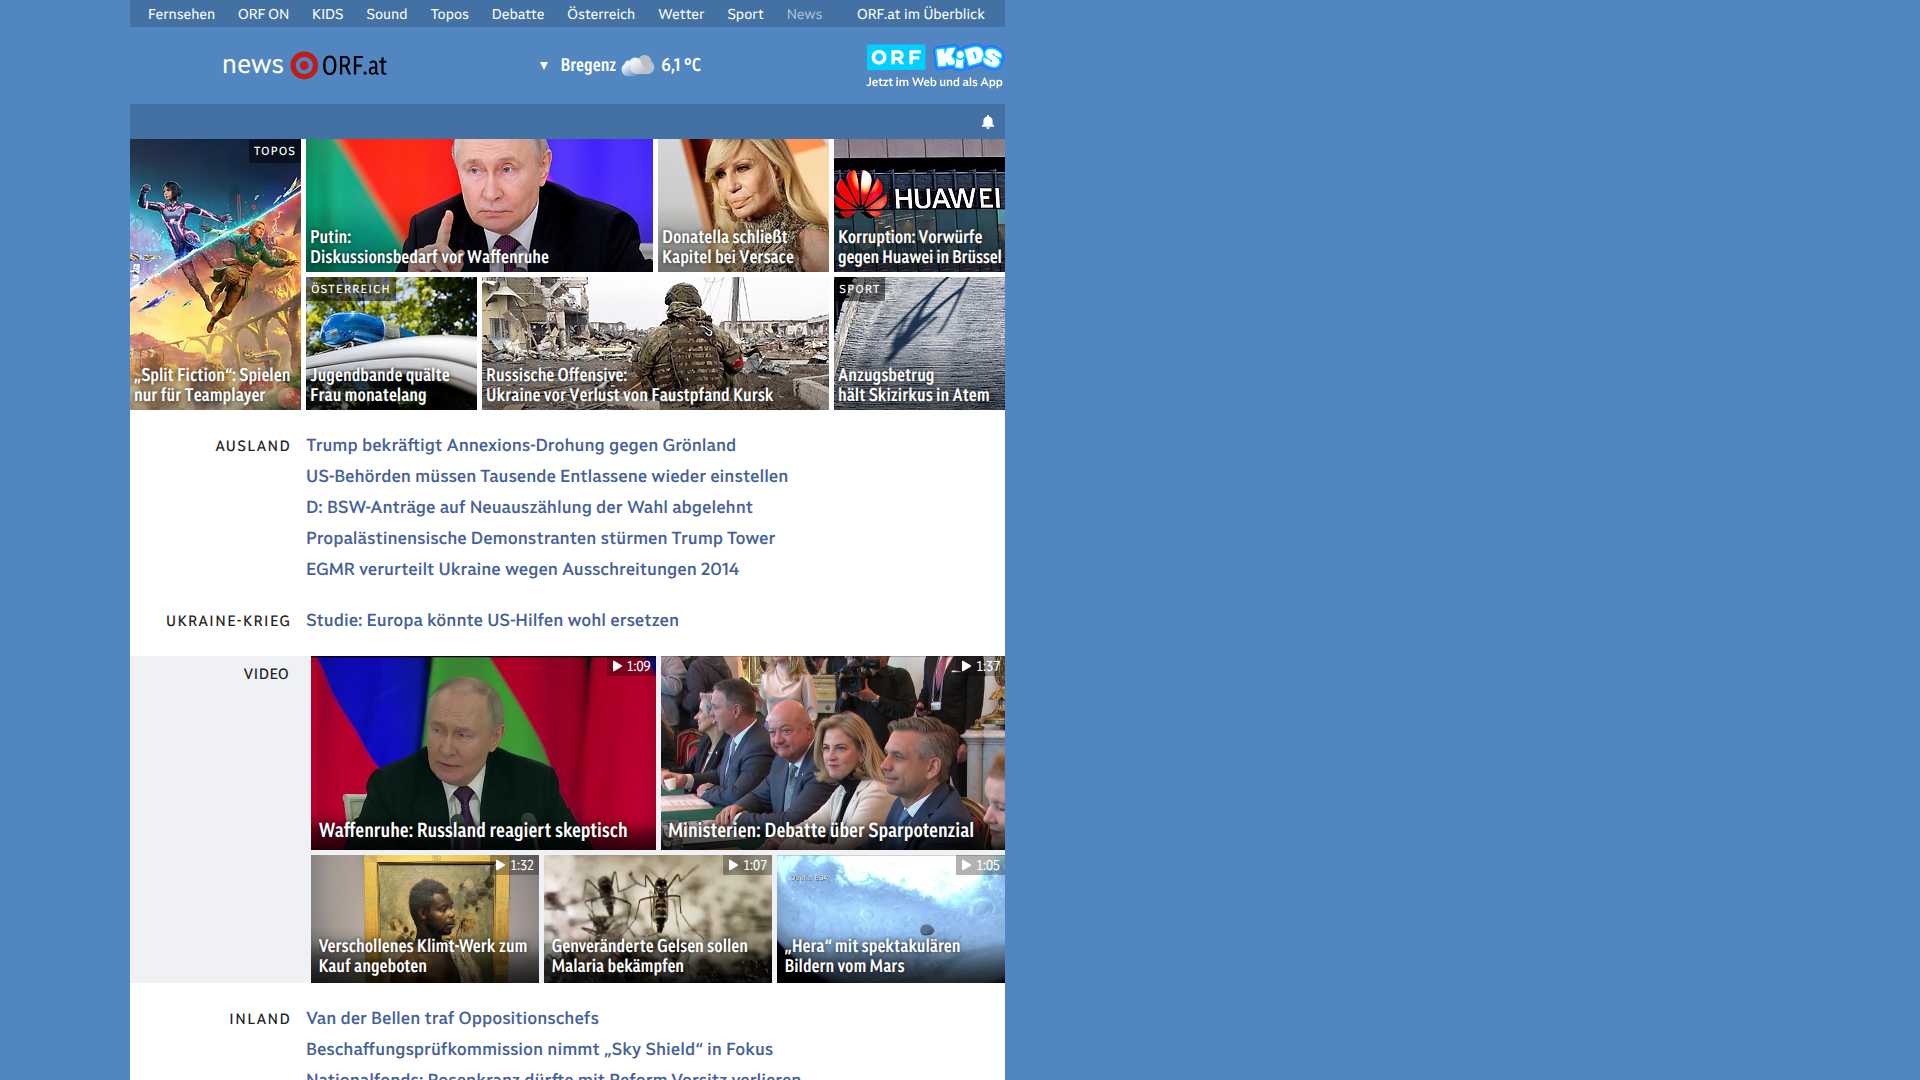 Fernsehen ORF ON KIDS Sound Topos Debatte Österreich Wetter Sport News ORF.at im Überblick
news ORF.at
▼ Bregenz 6,1 °C
ORF KIDS
Jetzt im Web und als App
TOPOS
„Split Fiction“: Spielen
nur für Teamplayer
Putin:
Diskussionsbedarf vor Waffenruhe
Donatella schließt
Kapitel bei Versace
HUAWEI
Korruption: Vorwürfe
gegen Huawei in Brüssel
ÖSTERREICH
Jugendbande quälte
Frau monatelang
Russische Offensive:
Ukraine vor Verlust von Faustpfand Kursk
SPORT
Anzugsbetrug
hält Skizirkus in Atem
AUSLAND
Trump bekräftigt Annexions-Drohung gegen Grönland
US-Behörden müssen Tausende Entlassene wieder einstellen
D: BSW-Anträge auf Neuauszählung der Wahl abgelehnt
Propalästinensische Demonstranten stürmen Trump Tower
EGMR verurteilt Ukraine wegen Ausschreitungen 2014
UKRAINE-KRIEG
Studie: Europa könnte US-Hilfen wohl ersetzen
VIDEO
1:09
Waffenruhe: Russland reagiert skeptisch
1:37
Ministerien: Debatte über Sparpotenzial
1:32
Verschollenes Klimt-Werk zum
Kauf angeboten
1:07
Genveränderte Gelsen sollen
Malaria bekämpfen
1:05
„Hera“ mit spektakulären
Bildern vom Mars
INLAND
Van der Bellen traf Oppositionschefs
Beschaffungsprüfkommission nimmt „Sky Shield“ in Fokus
Nationalfonds: Rosenkranz dürfte mit Reform Vorsitz verlieren